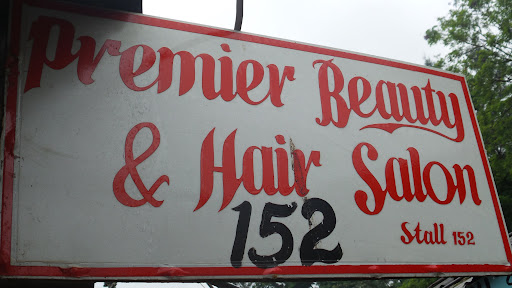 Premier Beauty
& Hair Salon
152
Stall 152